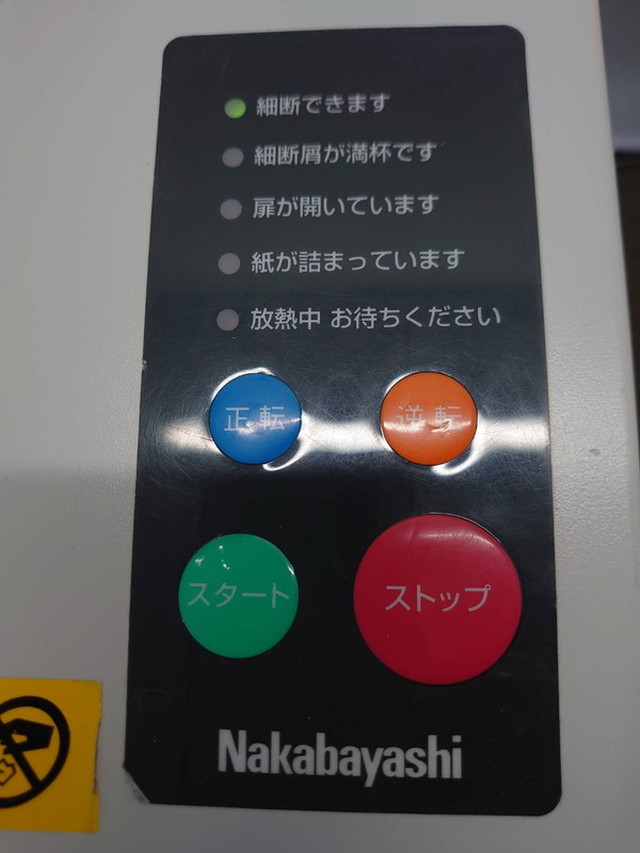 細断できます
細断屑が満杯です
扉が開いています
紙が詰まっています
放熱中 お待ちください
正転
逆転
スタート
ストップ
Nakabayashi